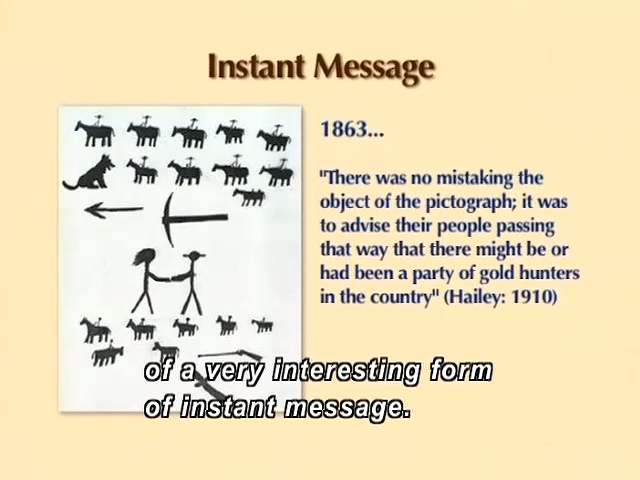 Instant Message
1863...
"There was no mistaking the
object of the pictograph; it was
to advise their people passing
that way that there might be or
had been a party of gold hunters
in the country" (Hailey: 1910)
of a very interesting form
of instant message.